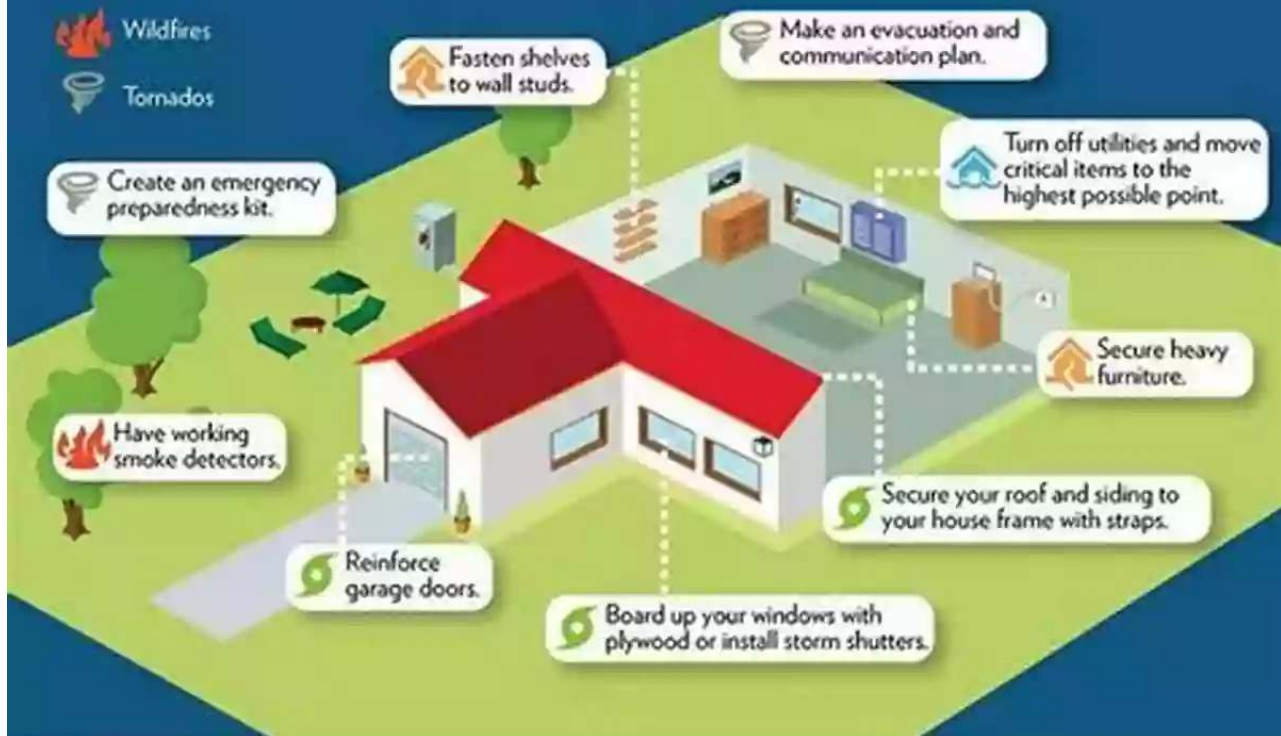 Wildfires
Tornados
Fasten shelves
to wall studs.
Make an evacuation and
communication plan.
Turn off utilities and move
critical items to the
highest possible point.
Create an emergency
preparedness kit.
Secure heavy
furniture.
Have working
smoke detectors.
Secure your roof and siding to
your house frame with straps.
Reinforce
garage doors.
Board up your windows with
plywood or install storm shutters.